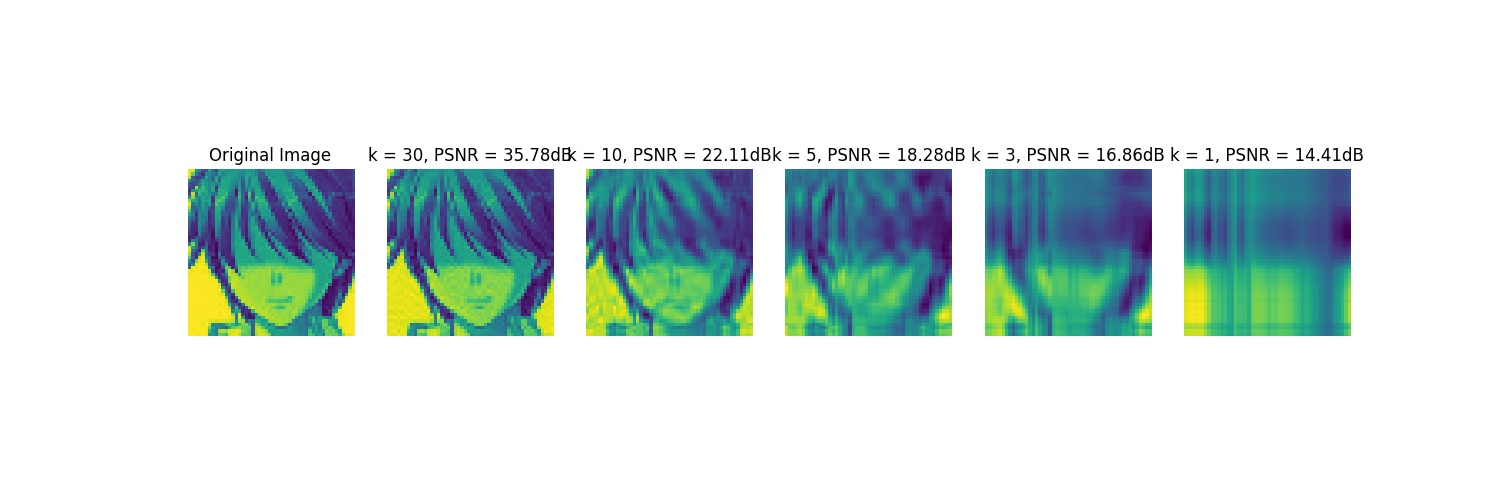 Original Image
k = 30, PSNR = 35.78dB
k = 10, PSNR = 22.11dB
k = 5, PSNR = 18.28dB
k = 3, PSNR = 16.86dB
k = 1, PSNR = 14.41dB